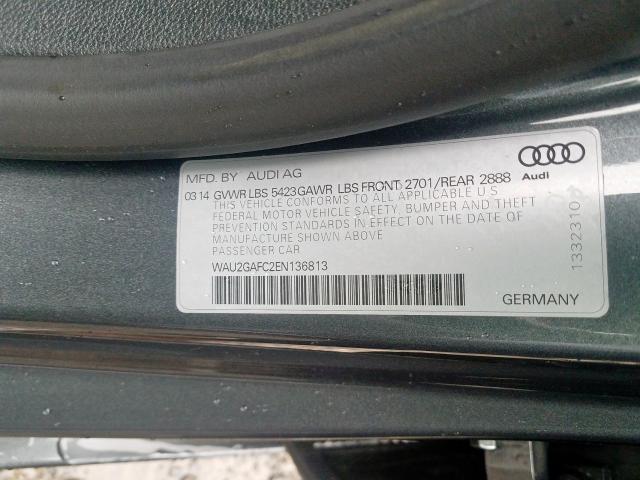 MFD. BY AUDI AG
Audi
03 14 GVWR LBS 5423 GAWR LBS FRONT 2701/REAR 2888
THIS VEHICLE CONFORMS TO ALL APPLICABLE U S
FEDERAL MOTOR VEHICLE SAFETY, BUMPER AND THEFT
PREVENTION STANDARDS IN EFFECT ON THE DATE OF
MANUFACTURE SHOWN ABOVE
PASSENGER CAR
WAU2GAFC2EN136813
GERMANY